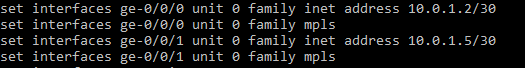 set interfaces ge-0/0/0 unit 0 family inet address 10.0.1.2/30
set interfaces ge-0/0/0 unit 0 family mpls
set interfaces ge-0/0/1 unit 0 family inet address 10.0.1.5/30
set interfaces ge-0/0/1 unit 0 family mpls